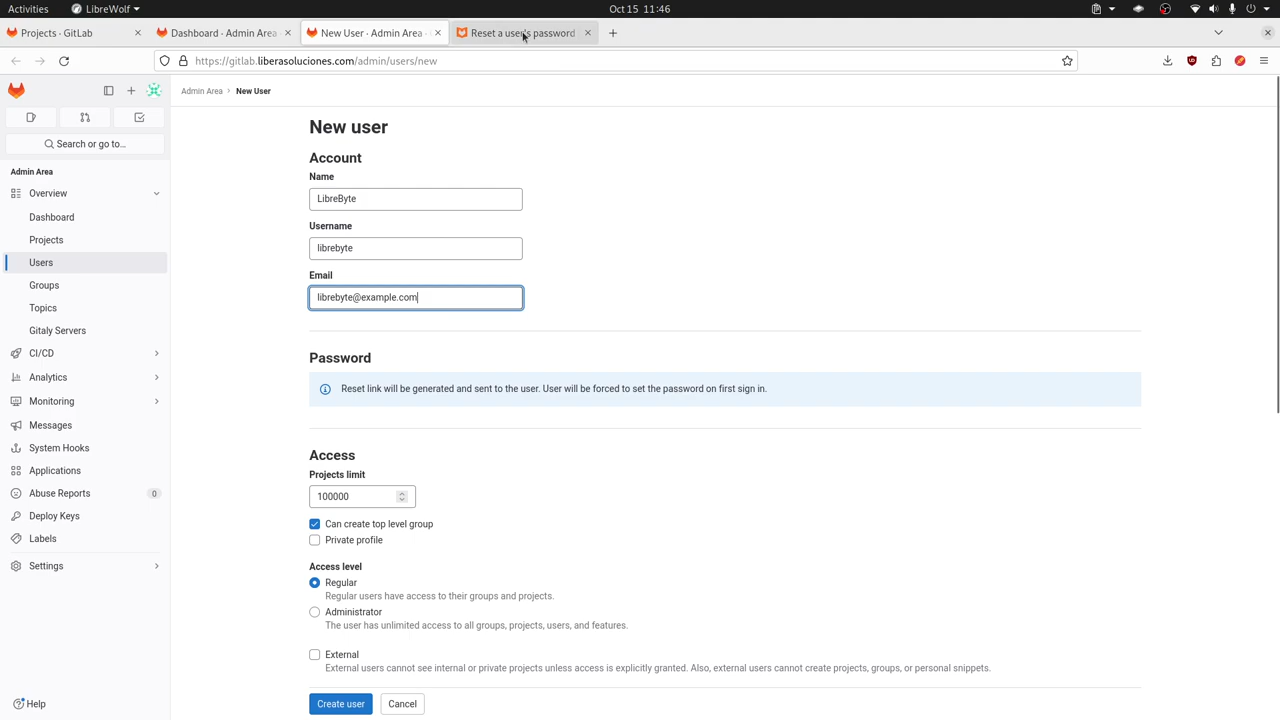 Activities
LibreWolf
Oct 15 11:46
Projects · GitLab
Dashboard · Admin Area ·
New User · Admin Area ·
Reset a user's password
https://gitlab.liberasoluciones.com/admin/users/new
Search or go to...
Admin Area
Overview
Dashboard
Projects
Users
Groups
Topics
Gitaly Servers
CI/CD
Analytics
Monitoring
Messages
System Hooks
Applications
Abuse Reports 0
Deploy Keys
Labels
Settings
Help
Admin Area › New User
New user
Account
Name
LibreByte
Username
librebyte
Email
librebyte@example.com
Password
Reset link will be generated and sent to the user. User will be forced to set the password on first sign in.
Access
Projects limit
100000
Can create top level group
Private profile
Access level
Regular
Regular users have access to their groups and projects.
Administrator
The user has unlimited access to all groups, projects, users, and features.
External
External users cannot see internal or private projects unless access is explicitly granted. Also, external users cannot create projects, groups, or personal snippets.
Create user
Cancel